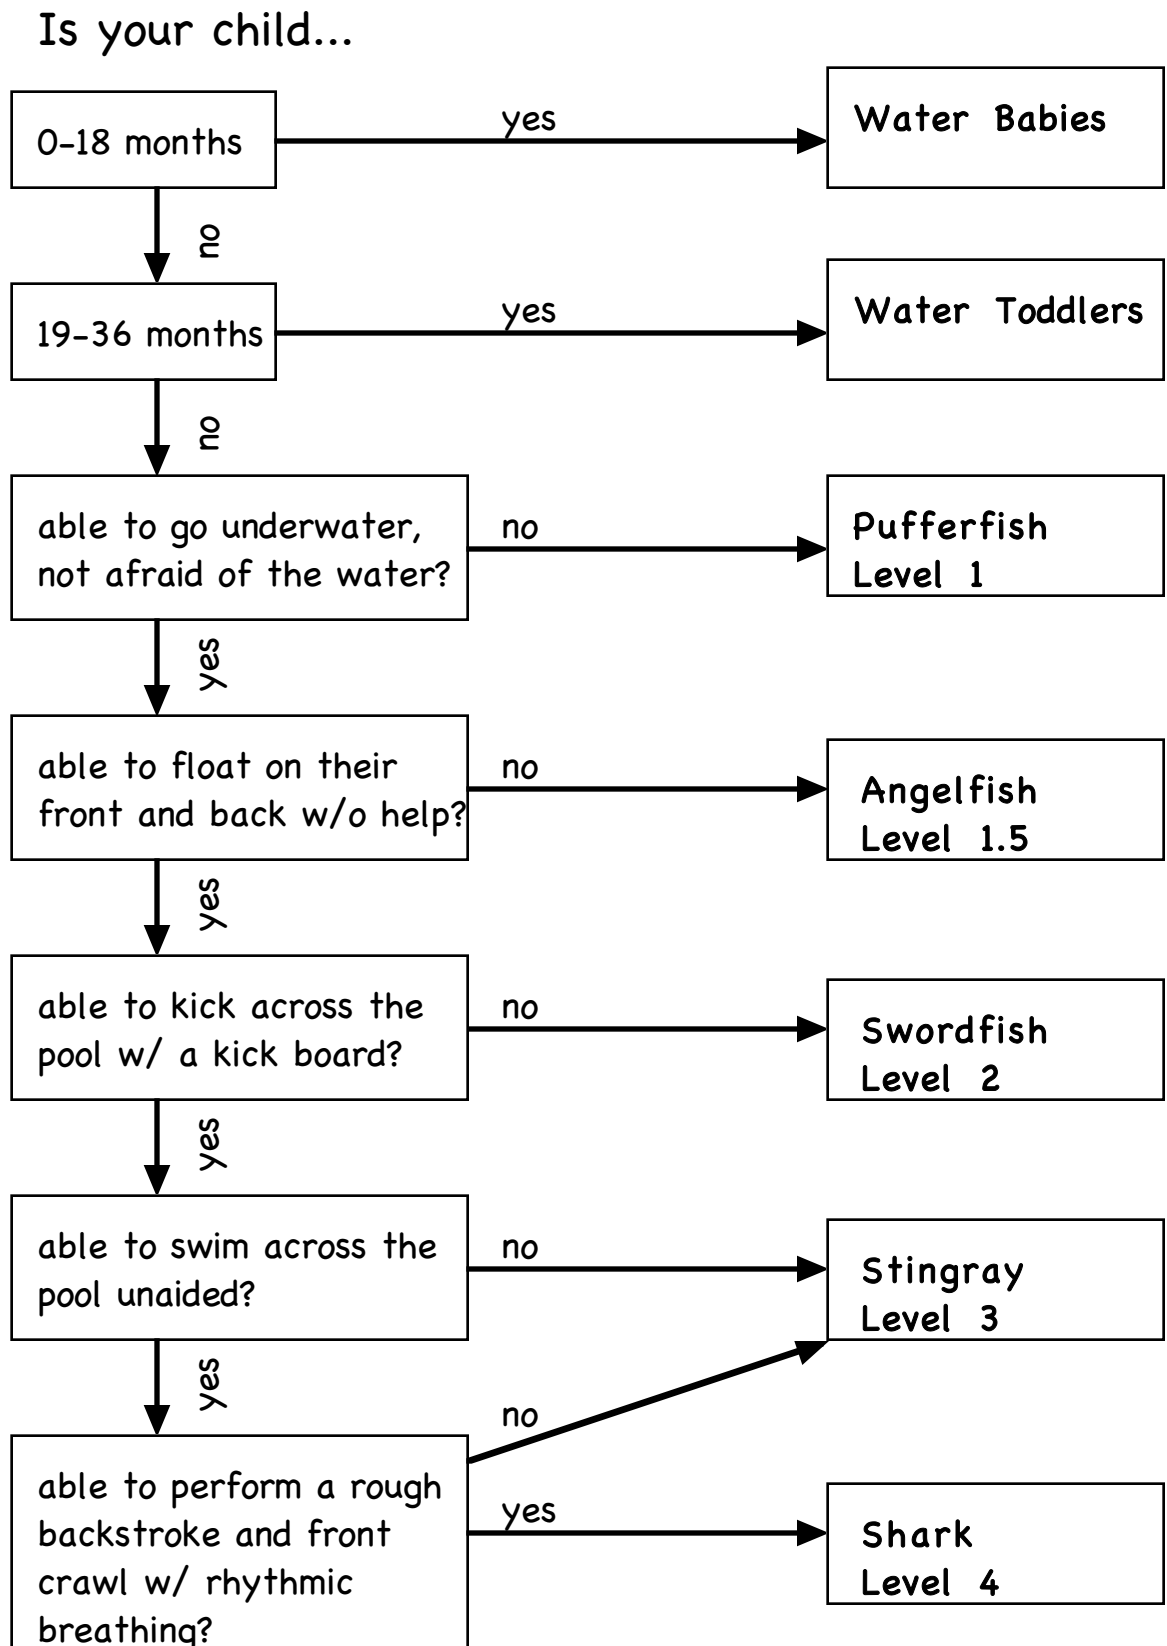 Is your child...
0-18 months
yes
Water Babies
no
19-36 months
yes
Water Toddlers
no
able to go underwater,
not afraid of the water?
no
Pufferfish
Level 1
yes
able to float on their
front and back w/o help?
no
Angelfish
Level 1.5
yes
able to kick across the
pool w/ a kick board?
no
Swordfish
Level 2
yes
able to swim across the
pool unaided?
no
Stingray
Level 3
yes
no
able to perform a rough
backstroke and front
crawl w/ rhythmic
breathing?
yes
Shark
Level 4